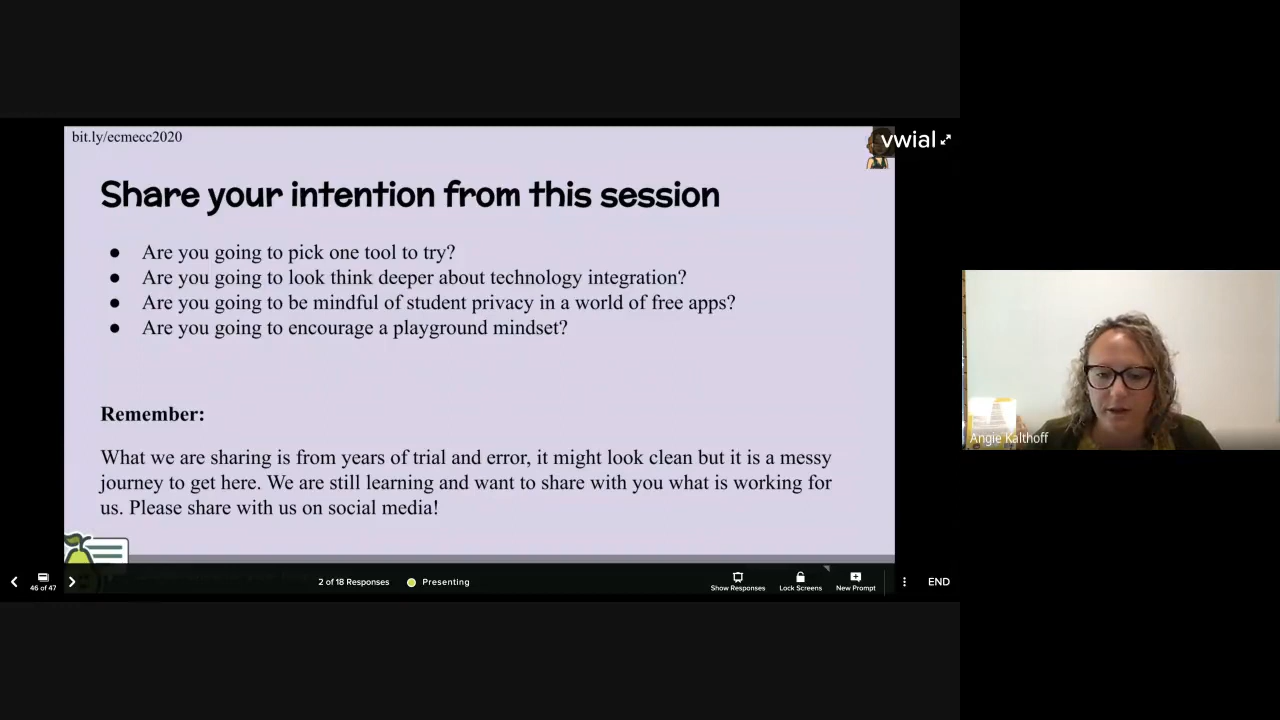 bit.ly/ecmecc2020
vwial
Share your intention from this session
● Are you going to pick one tool to try?
● Are you going to look think deeper about technology integration?
● Are you going to be mindful of student privacy in a world of free apps?
● Are you going to encourage a playground mindset?
Remember:
What we are sharing is from years of trial and error, it might look clean but it is a messy
journey to get here. We are still learning and want to share with you what is working for
us. Please share with us on social media!
Angie Kalthoff
46 of 47
2 of 18 Responses
Presenting
Show Responses
Lock Screens
New Prompt
END